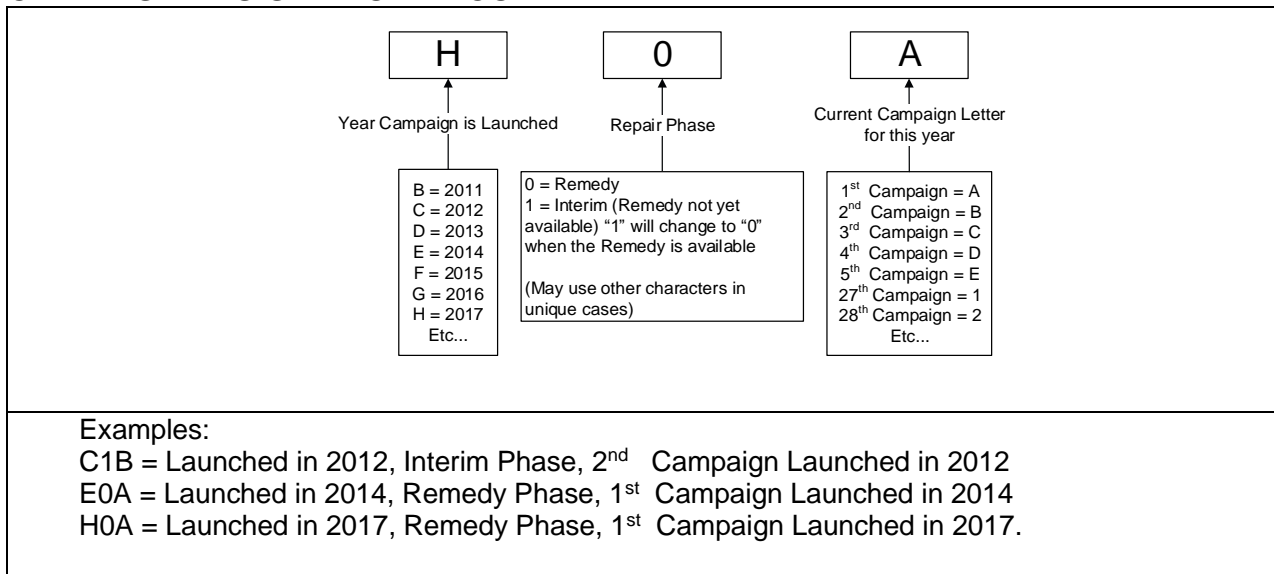 H
0
A
Year Campaign is Launched
Repair Phase
Current Campaign Letter
for this year
B = 2011
C = 2012
D = 2013
E = 2014
F = 2015
G = 2016
H = 2017
Etc...
0 = Remedy
1 = Interim (Remedy not yet
available) “1” will change to “0”
when the Remedy is available
(May use other characters in
unique cases)
1st Campaign = A
2nd Campaign = B
3rd Campaign = C
4th Campaign = D
5th Campaign = E
27th Campaign = 1
28th Campaign = 2
Etc...
Examples:
C1B = Launched in 2012, Interim Phase, 2nd Campaign Launched in 2012
E0A = Launched in 2014, Remedy Phase, 1st Campaign Launched in 2014
H0A = Launched in 2017, Remedy Phase, 1st Campaign Launched in 2017.